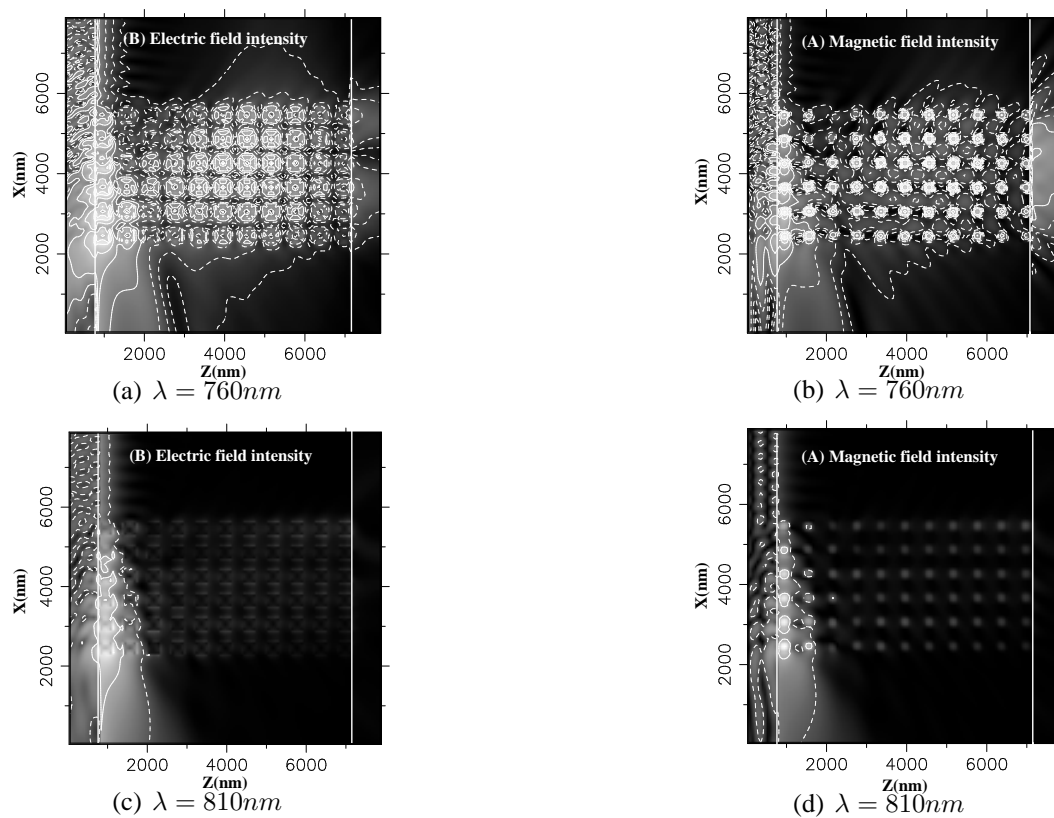 (B) Electric field intensity
X(nm)
6000
4000
2000
2000
4000
6000
Z(nm)
(a) λ = 760nm
(A) Magnetic field intensity
X(nm)
6000
4000
2000
2000
4000
6000
Z(nm)
(b) λ = 760nm
(B) Electric field intensity
X(nm)
6000
4000
2000
2000
4000
6000
Z(nm)
(c) λ = 810nm
(A) Magnetic field intensity
X(nm)
6000
4000
2000
2000
4000
6000
Z(nm)
(d) λ = 810nm